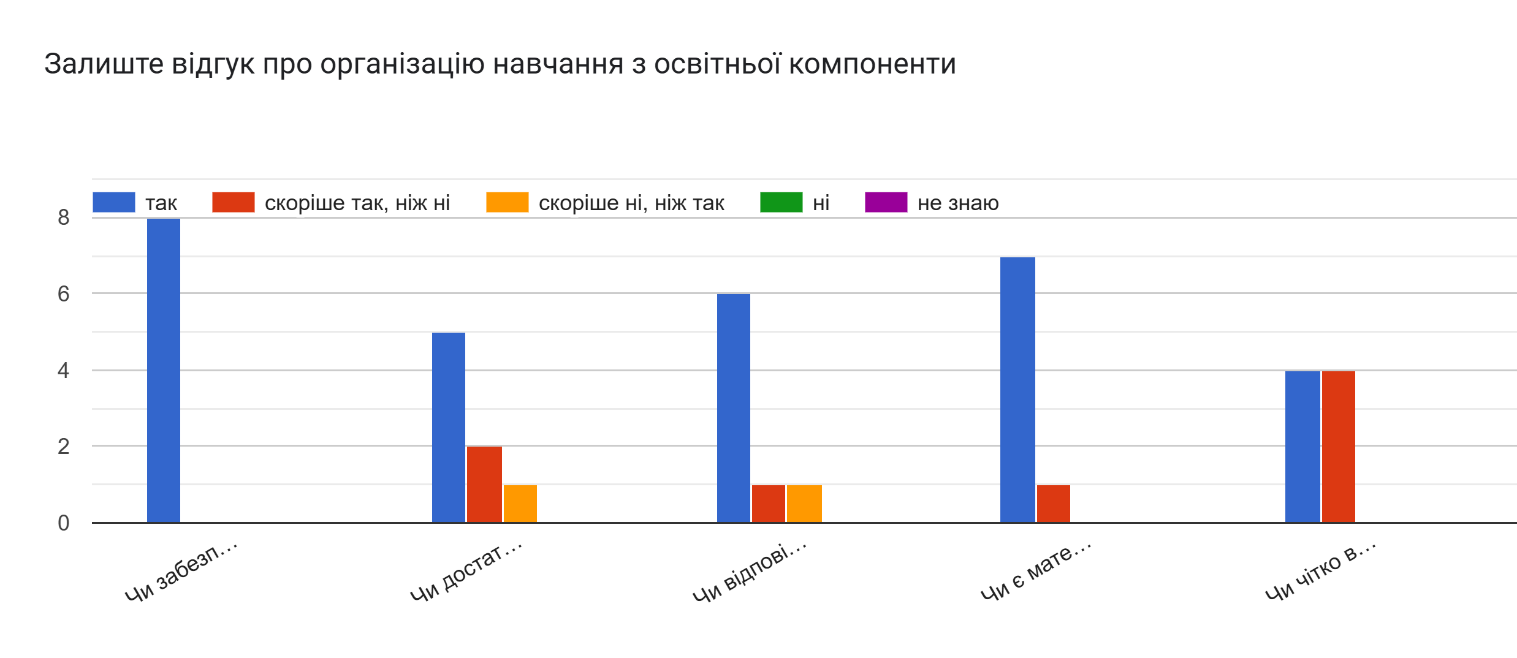 Залиште відгук про організацію навчання з освітньої компоненти
так скоріше так, ніж ні скоріше ні, ніж так ні не знаю
8
6
4
2
0
Чи забезп…
Чи достат…
Чи відпові…
Чи є мате…
Чи чітко в…